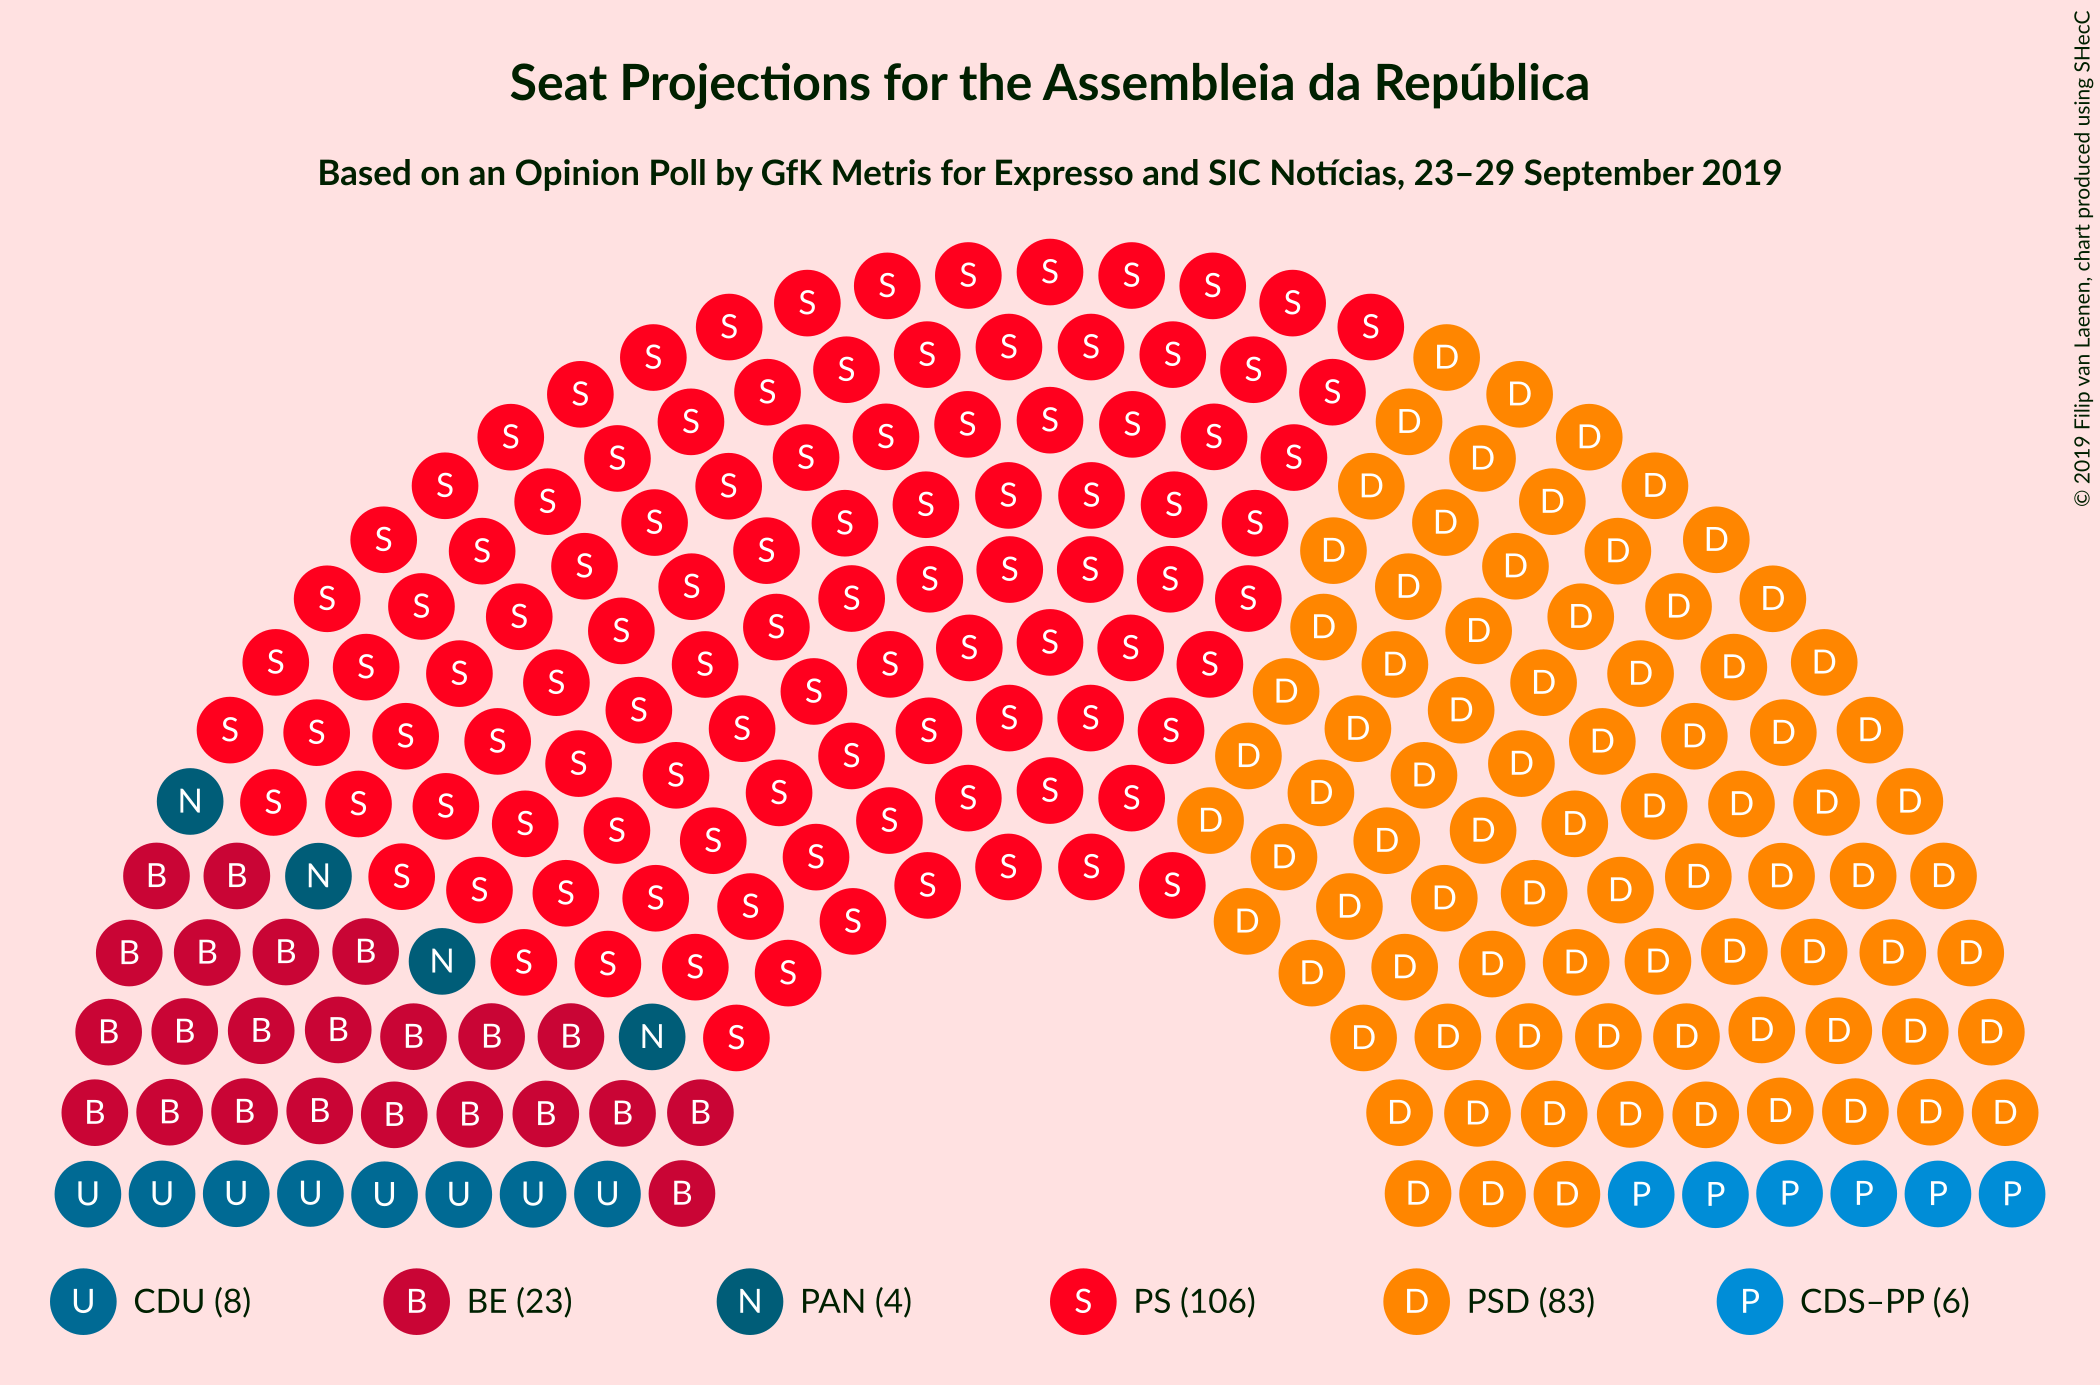 Seat Projections for the Assembleia da República
Based on an Opinion Poll by GfK Metris for Expresso and SIC Notícias, 23–29 September 2019
© 2019 Filip van Laenen, chart produced using SHecC
S S S S S S S S S
S S S S S S S S D
S S S S S S S D D
S S S S S S S S D D
S S S S S S S D D D
S S S S S S S S D D D
S S S S S S S D D D D
S S S S S S S D D D D
S S S S S S S S D D D D D
S S S S S S S S D D D D D
S S S S S S S S D D D D D
S S S S S S S D D D D D D
N S S S S S S S S S D D D D D D D D
B B N S S S S S S S S S S D D D D D D D D D D
B B B B N S S S S S D D D D D D D D D D
B B B B B B B N S D D D D D D D D D
B B B B B B B B B D D D D D D D D D
U U U U U U U U B D D D P P P P P P
U CDU (8) B BE (23) N PAN (4) S PS (106) D PSD (83) P CDS–PP (6)